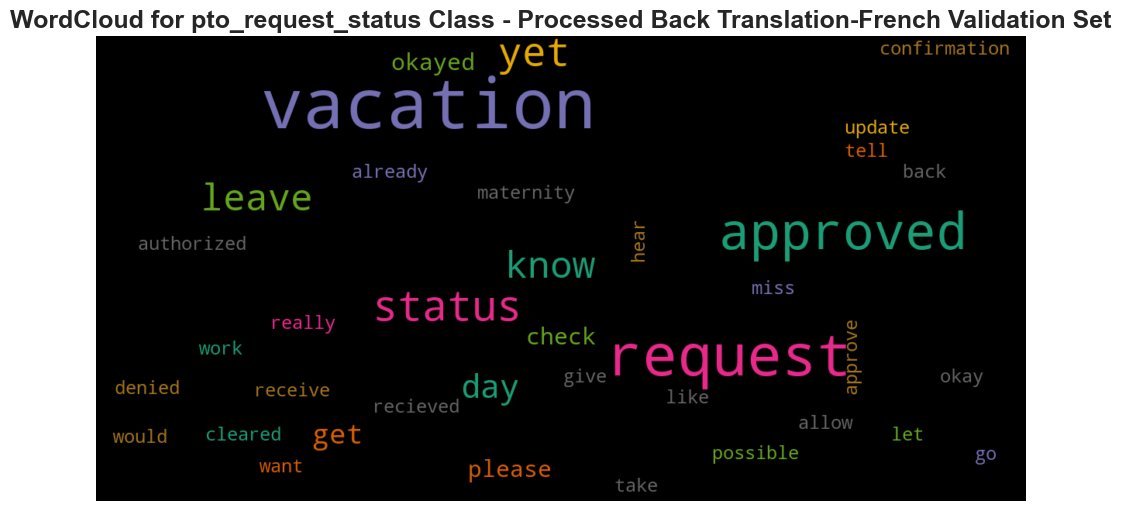 WordCloud for pto_request_status Class - Processed Back Translation-French Validation Set
confirmation
yet
okayed
vacation
update
tell
already
back
maternity
leave
approved
authorized
hear
know
miss
status
really
check
request
work
approve
give
okay
day
denied
receive
like
recieved
allow
would
cleared
get
let
possible
go
want
please
take